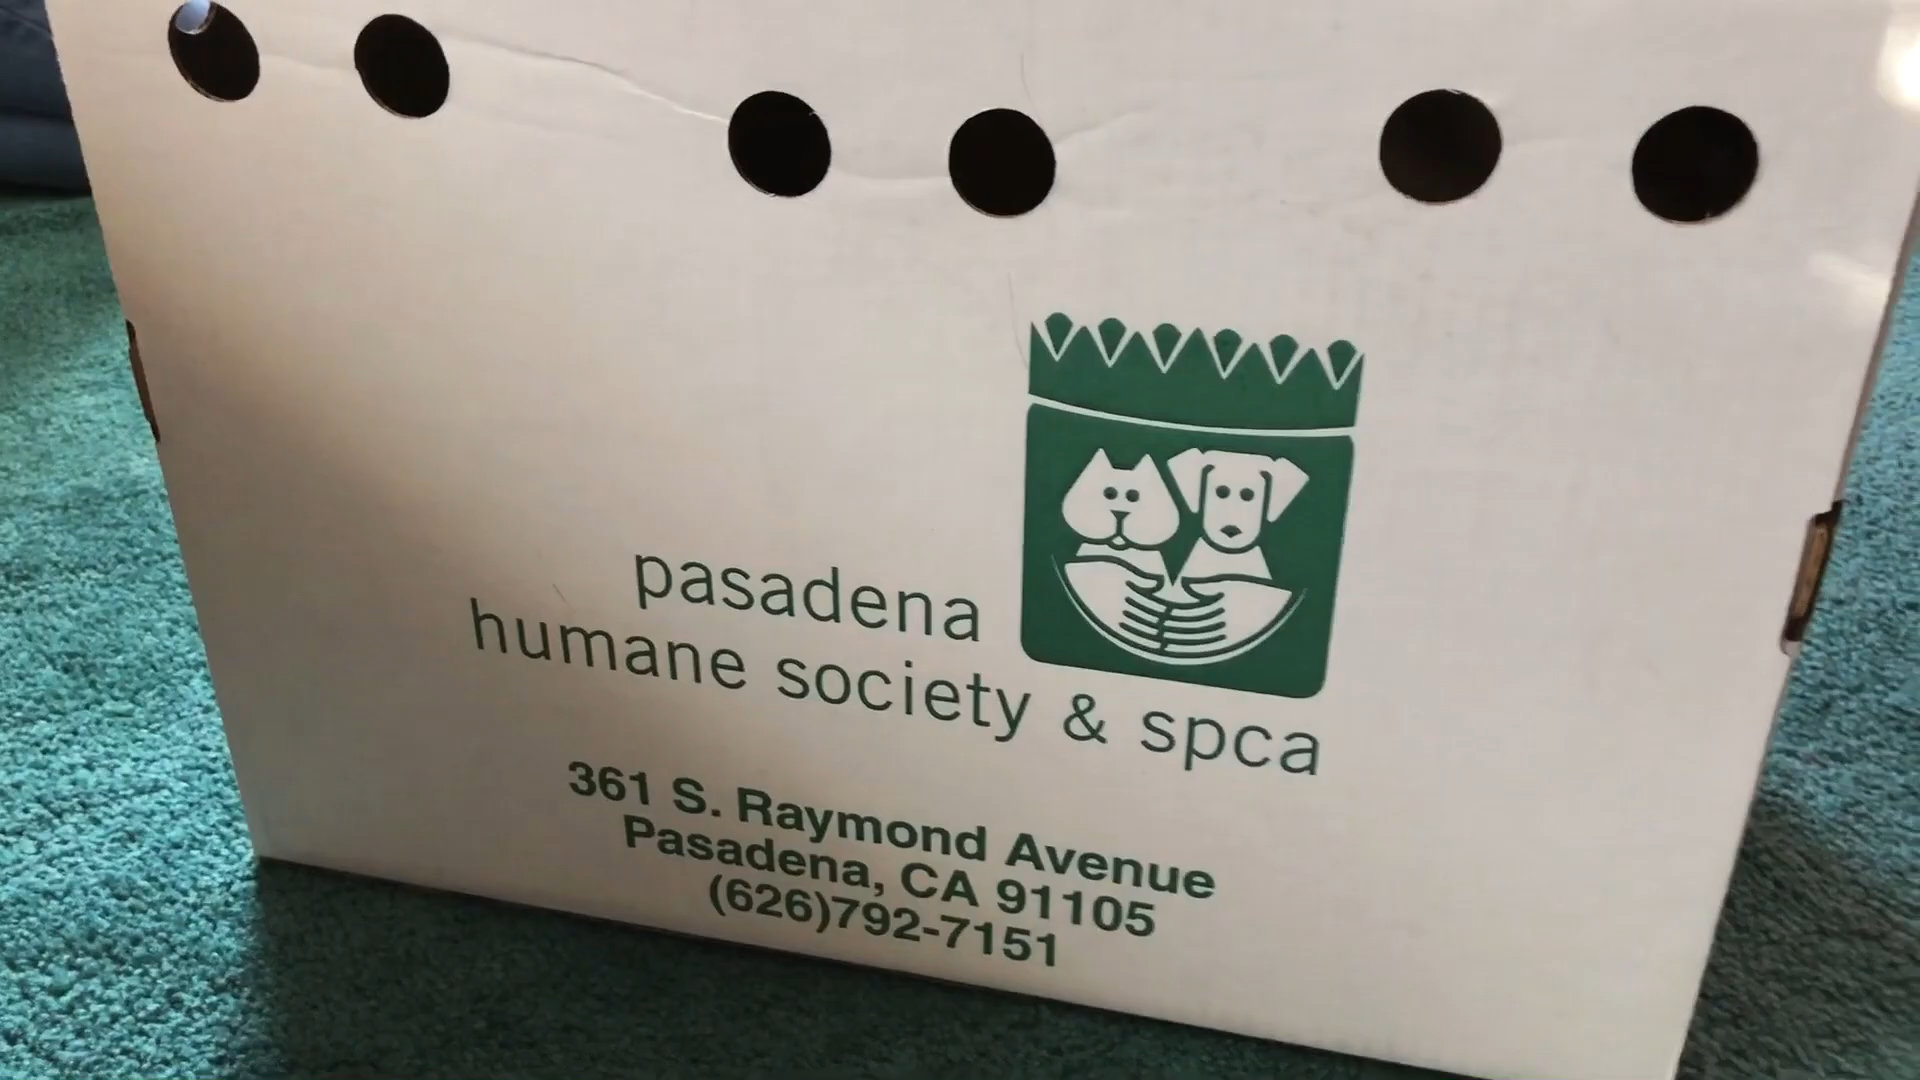 pasadena
humane society & spca
361 S. Raymond Avenue
Pasadena, CA 91105
(626)792-7151